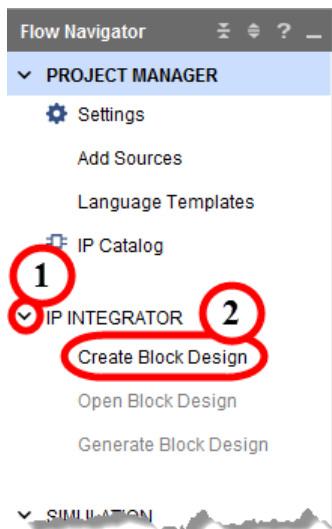 Flow Navigator ?
PROJECT MANAGER
Settings
Add Sources
Language Templates
IP Catalog
1
IP INTEGRATOR
2
Create Block Design
Open Block Design
Generate Block Design
SIMULATION